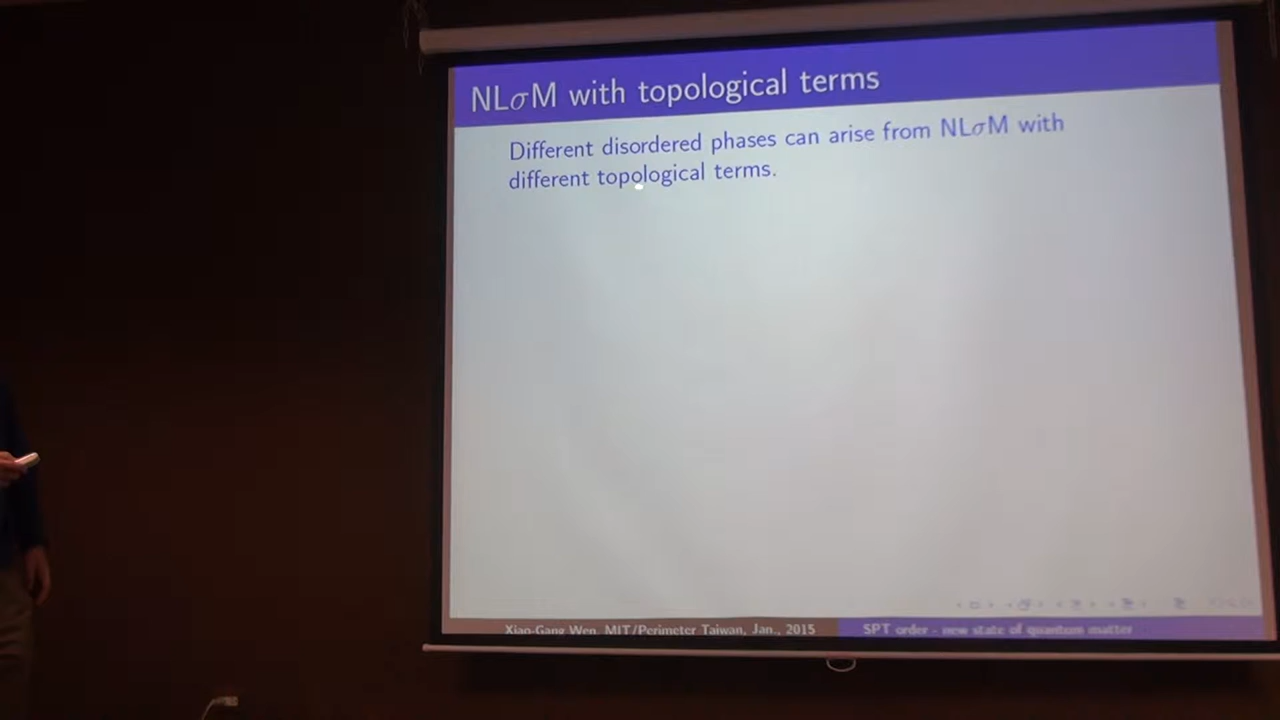 NLσM with topological terms
Different disordered phases can arise from NLσM with
different topological terms.
Xiao-Gang Wen, MIT/Perimeter Taiwan, Jan., 2015
SPT order - new state of quantum matter